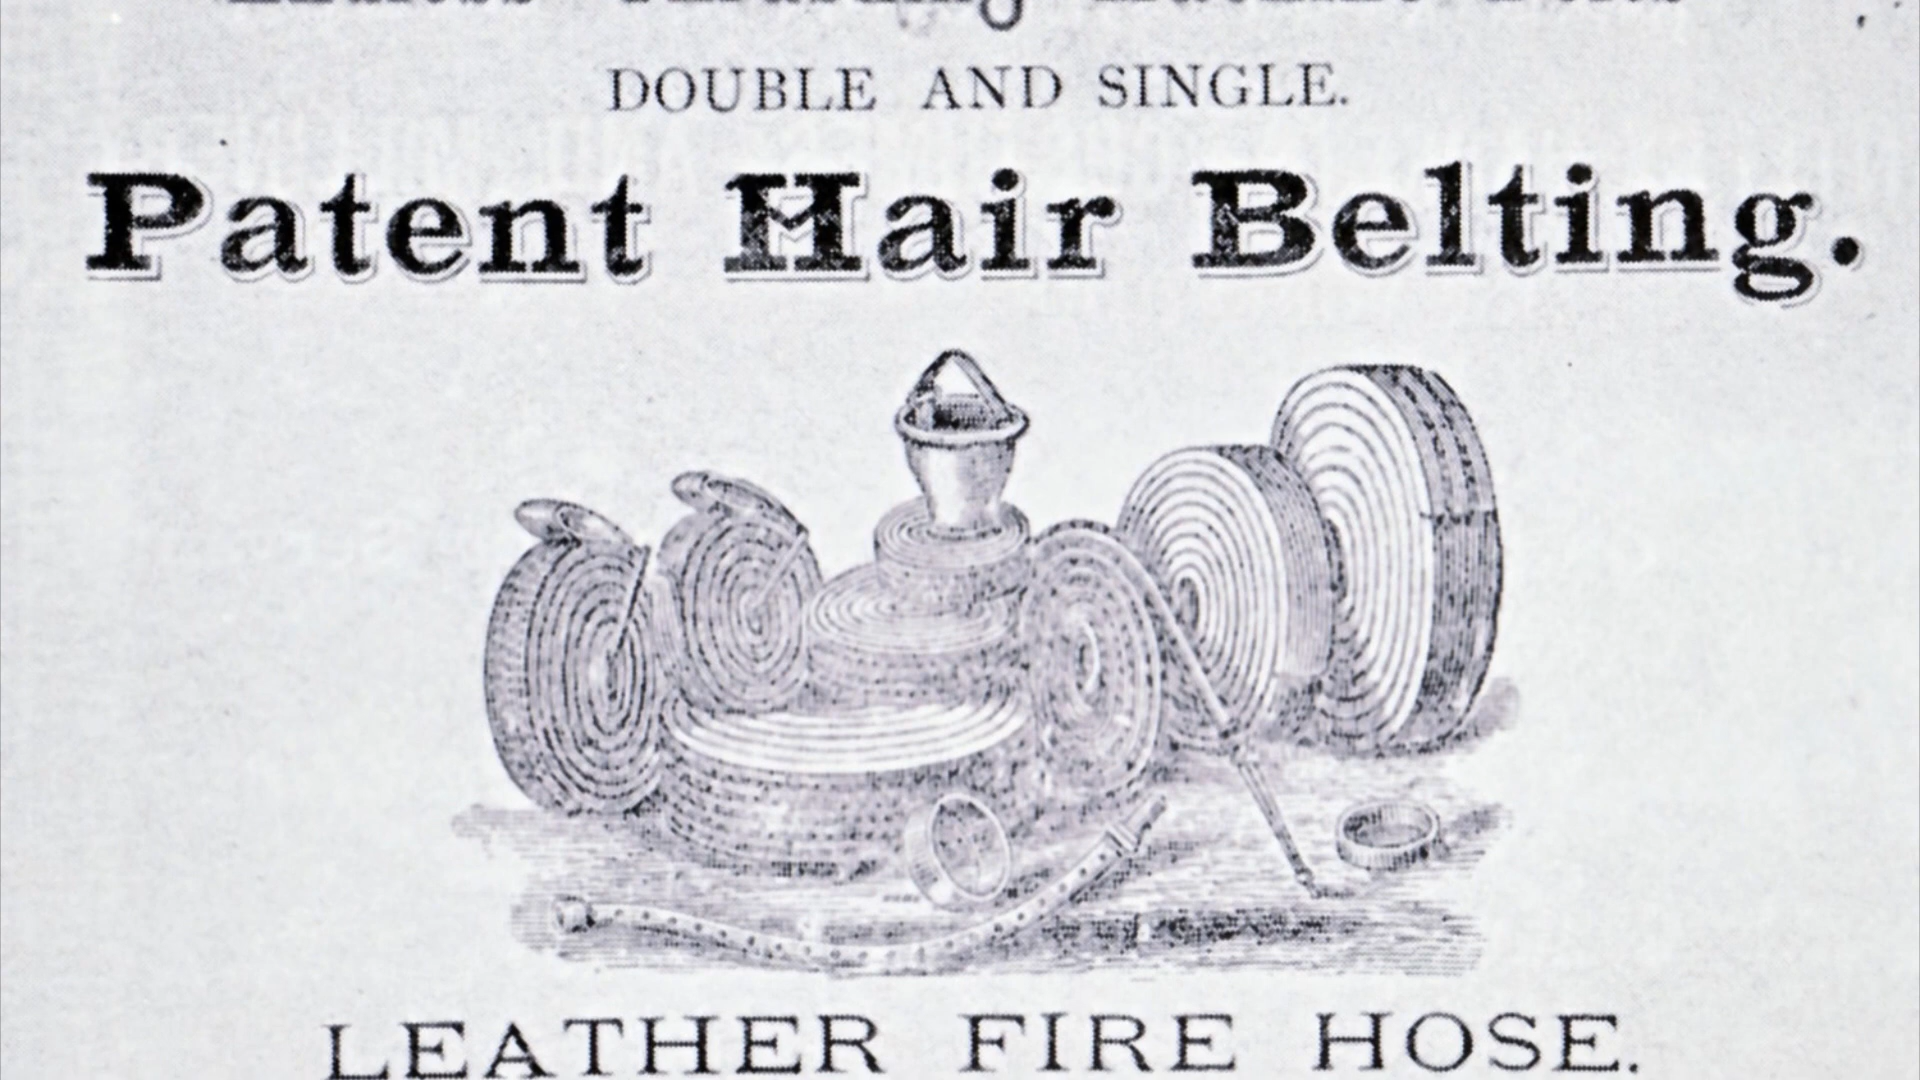 DOUBLE AND SINGLE.
Patent Hair Belting.
LEATHER FIRE HOSE.